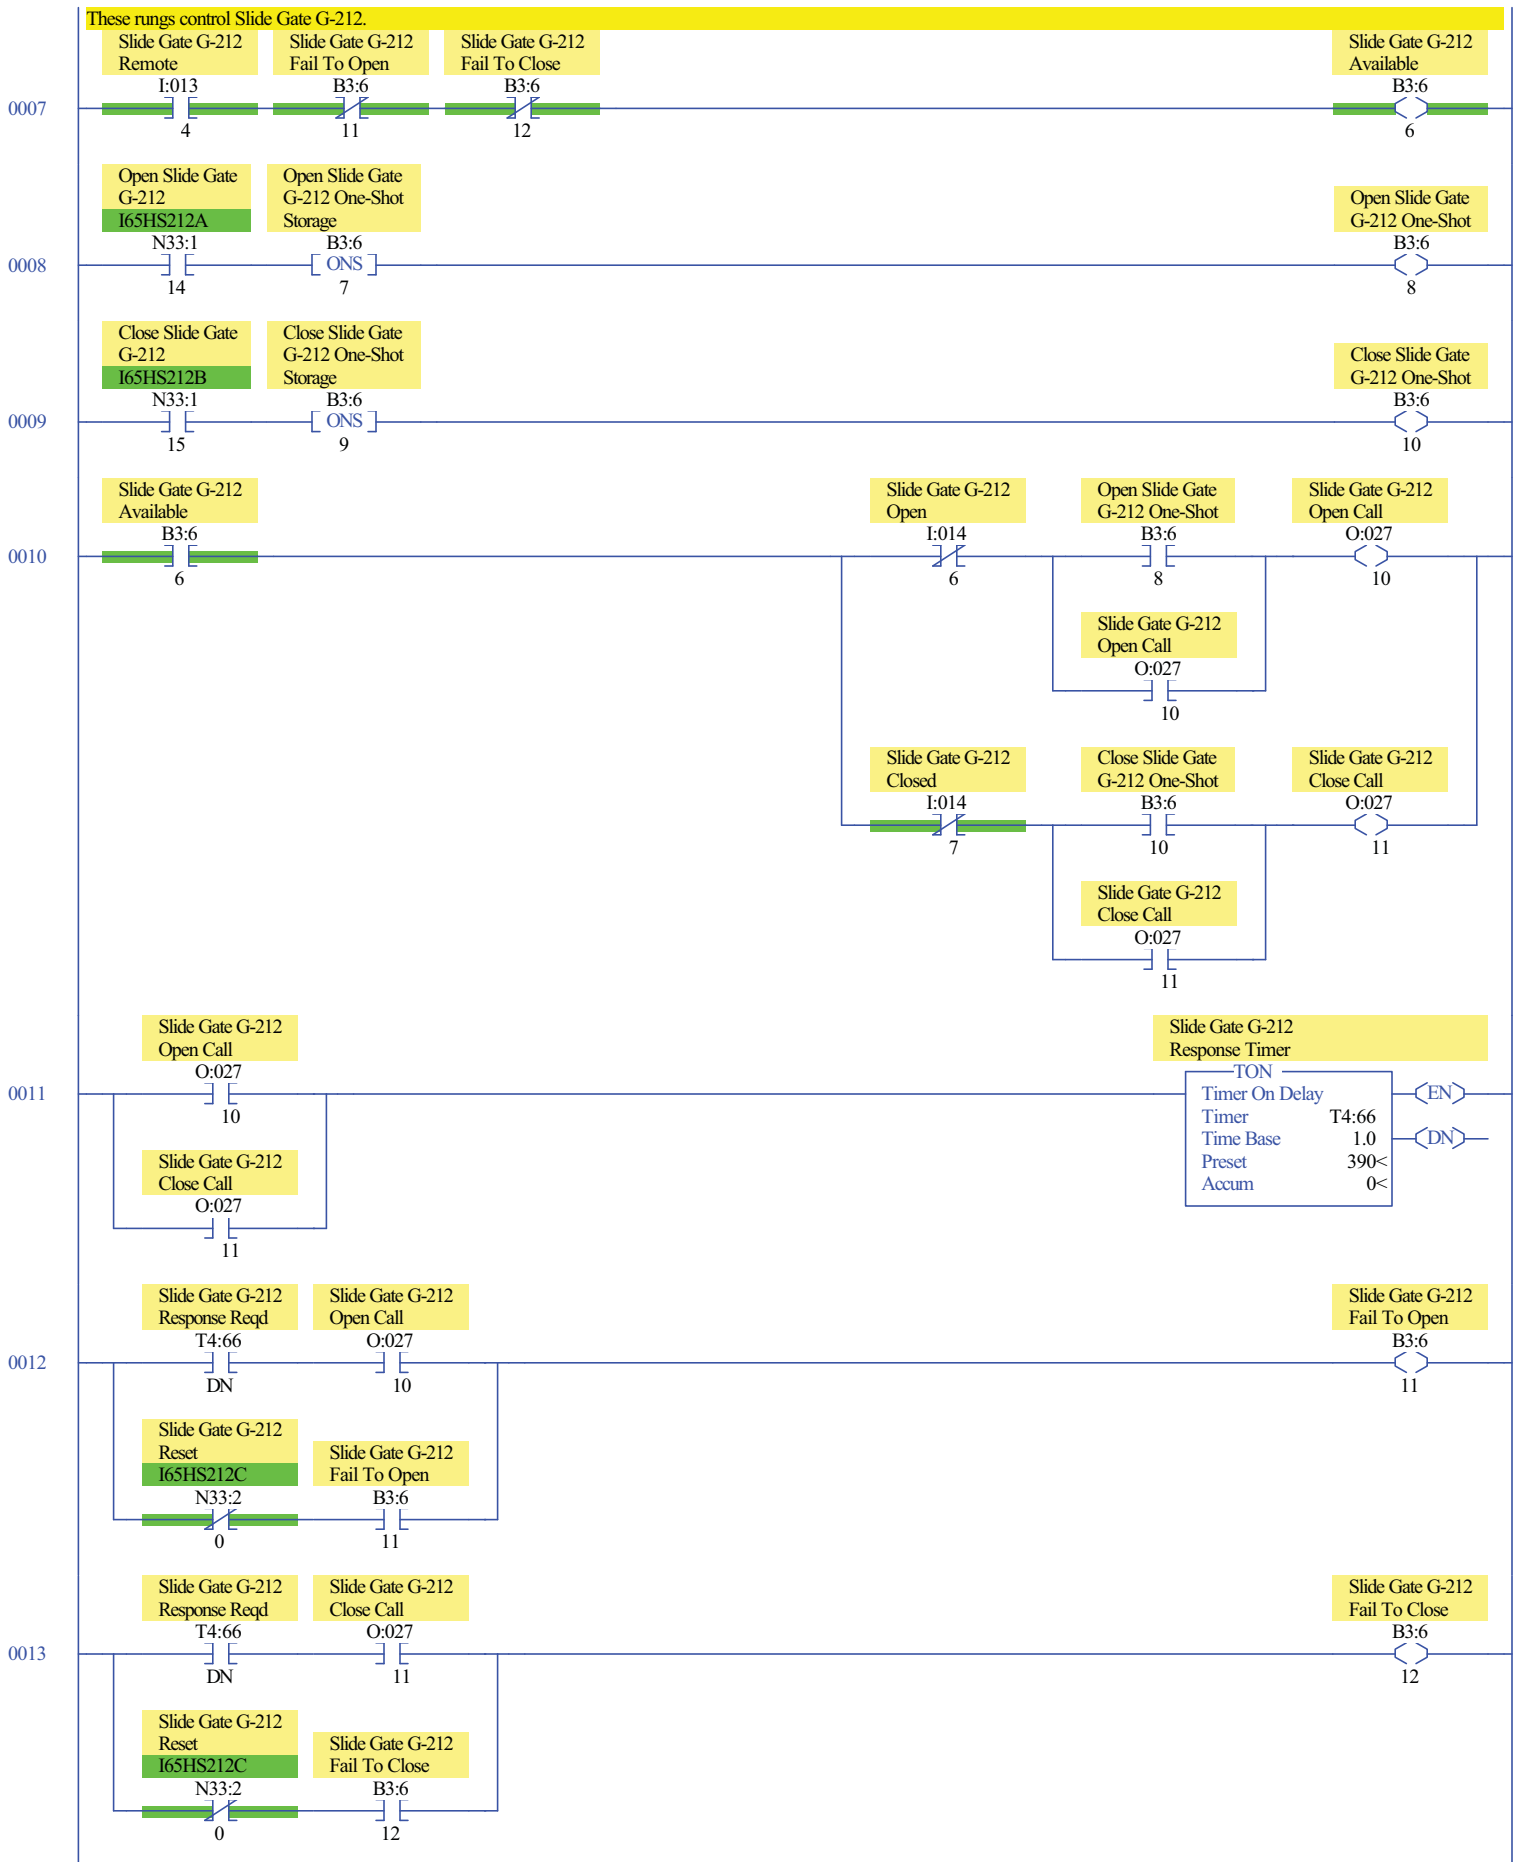 These rungs control Slide Gate G-212.
Slide Gate G-212
Remote
I:013
4
Slide Gate G-212
Fail To Open
B3:6
11
Slide Gate G-212
Fail To Close
B3:6
12
Slide Gate G-212
Available
B3:6
6
0007
Open Slide Gate
G-212
I65HS212A
N33:1
14
Open Slide Gate
G-212 One-Shot
Storage
B3:6
ONS
7
Open Slide Gate
G-212 One-Shot
B3:6
8
0008
Close Slide Gate
G-212
I65HS212B
N33:1
15
Close Slide Gate
G-212 One-Shot
Storage
B3:6
ONS
9
Close Slide Gate
G-212 One-Shot
B3:6
10
0009
Slide Gate G-212
Available
B3:6
6
Slide Gate G-212
Open
I:014
6
Open Slide Gate
G-212 One-Shot
B3:6
8
Slide Gate G-212
Open Call
O:027
10
0010
Slide Gate G-212
Open Call
O:027
10
Slide Gate G-212
Closed
I:014
7
Close Slide Gate
G-212 One-Shot
B3:6
10
Slide Gate G-212
Close Call
O:027
11
Slide Gate G-212
Close Call
O:027
11
Slide Gate G-212
Open Call
O:027
10
Slide Gate G-212
Response Timer
TON
Timer On Delay
Timer T4:66
Time Base 1.0
Preset 390<
Accum 0<
EN
DN
0011
Slide Gate G-212
Close Call
O:027
11
Slide Gate G-212
Response Reqd
T4:66
DN
Slide Gate G-212
Open Call
O:027
10
Slide Gate G-212
Fail To Open
B3:6
11
0012
Slide Gate G-212
Reset
I65HS212C
N33:2
0
Slide Gate G-212
Fail To Open
B3:6
11
Slide Gate G-212
Response Reqd
T4:66
DN
Slide Gate G-212
Close Call
O:027
11
Slide Gate G-212
Fail To Close
B3:6
12
0013
Slide Gate G-212
Reset
I65HS212C
N33:2
0
Slide Gate G-212
Fail To Close
B3:6
12